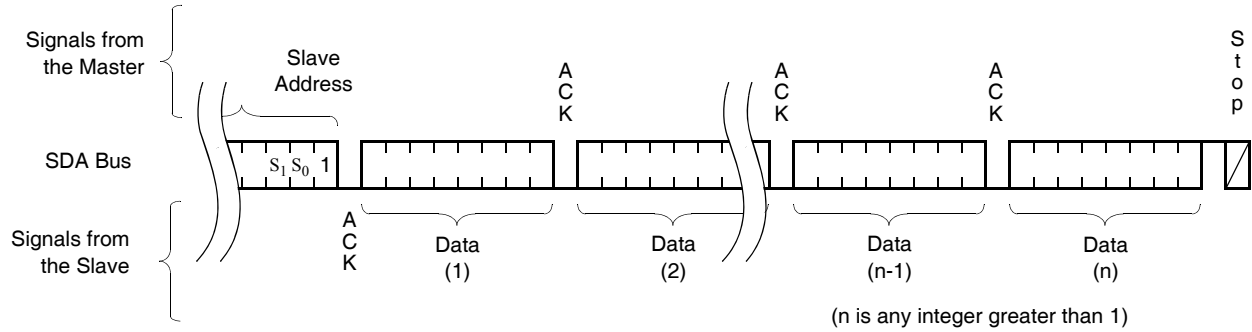 Signals from
the Master
Slave
Address
A
C
K
A
C
K
A
C
K
S
t
o
p
SDA Bus
S1 S0 1
A
C
K
Signals from
the Slave
Data
(1)
Data
(2)
Data
(n-1)
Data
(n)
(n is any integer greater than 1)